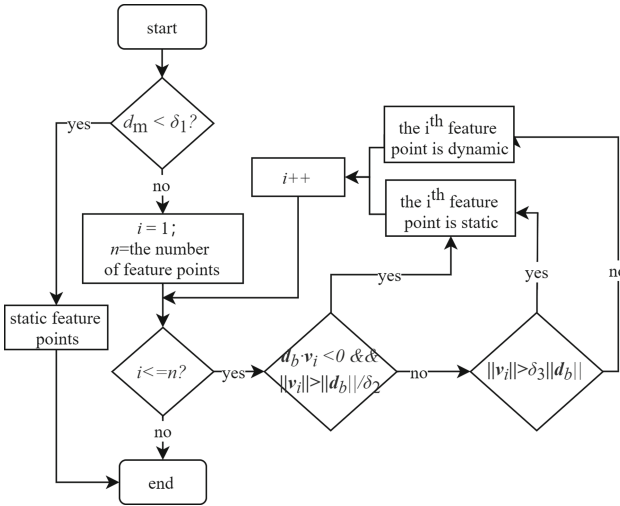 start
yes
d_m < δ_1?
no
i = 1;
n=the number
of feature points
i++
the i^th feature
point is dynamic
the i^th feature
point is static
static feature
points
i<=n?
yes
d_b·v_i <0 &&
||v_i||>||d_b||/δ_2
yes
no
||v_i||>δ_3||d_b||
yes
no
end